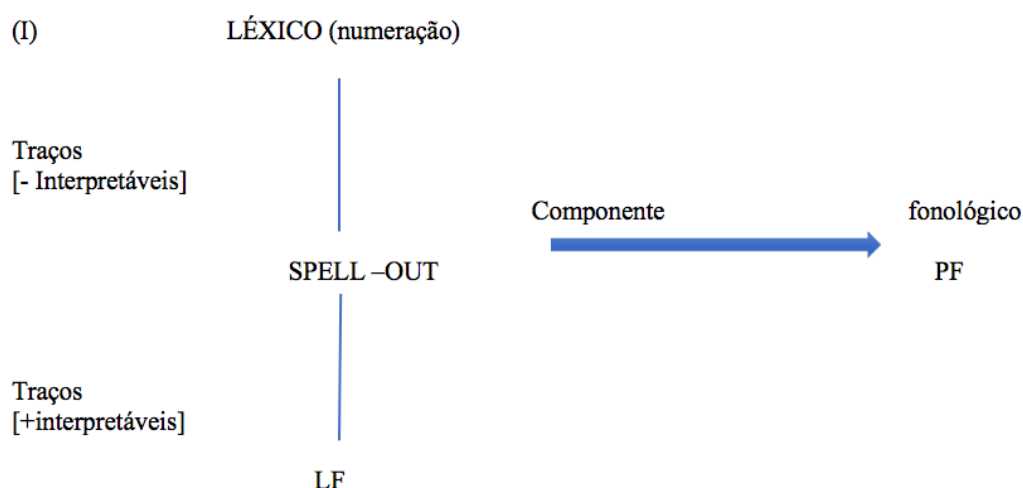 (I) LÉXICO (numeração)
Traços
[- Interpretáveis]
Componente fonológico
SPELL –OUT PF
Traços
[+interpretáveis]
LF